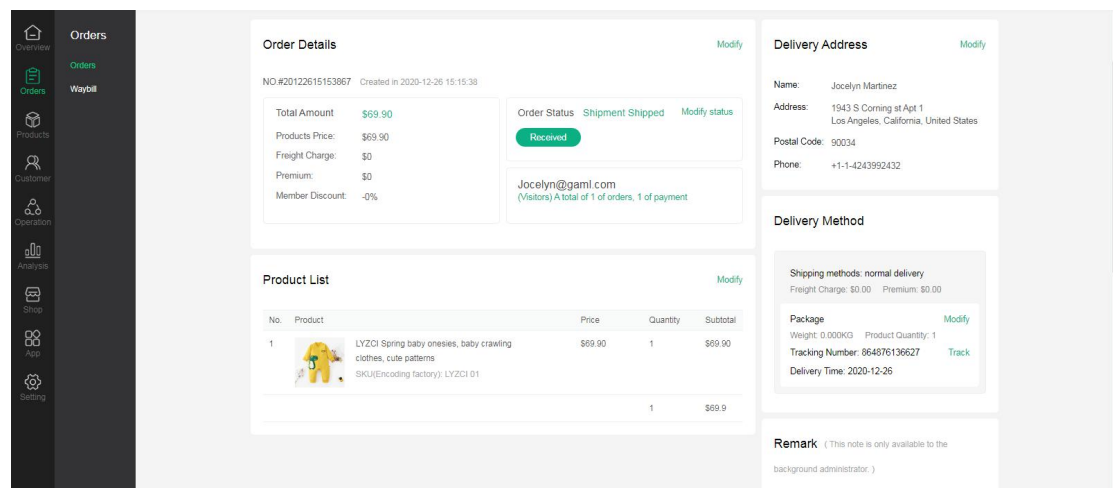 Overview
Orders
Products
Customer
Operation
Analysis
Shop
App
Setting
Orders
Orders
Waybill
Order Details
Modify
NO.#20122615153867 Created in 2020-12-26 15:15:38
Total Amount $69.90
Products Price: $69.90
Freight Charge: $0
Premium: $0
Member Discount: -0%
Order Status Shipment Shipped Modify status
Received
Jocelyn@gaml.com
(Visitors) A total of 1 of orders, 1 of payment
Product List
Modify
No. Product Price Quantity Subtotal
1 LYZCI Spring baby onesies, baby crawling $69.90 1 $69.90
clothes, cute patterns
SKU(Encoding factory): LYZCI 01
1 $69.9
Delivery Address
Modify
Name: Jocelyn Martinez
Address: 1943 S Corning st Apt 1
Los Angeles, California, United States
Postal Code: 90034
Phone: +1-1-4243992432
Delivery Method
Shipping methods: normal delivery
Freight Charge: $0.00 Premium: $0.00
Package Modify
Weight: 0.000KG Product Quantity: 1
Tracking Number: 864876136627 Track
Delivery Time: 2020-12-26
Remark ( This note is only available to the
background administrator. )